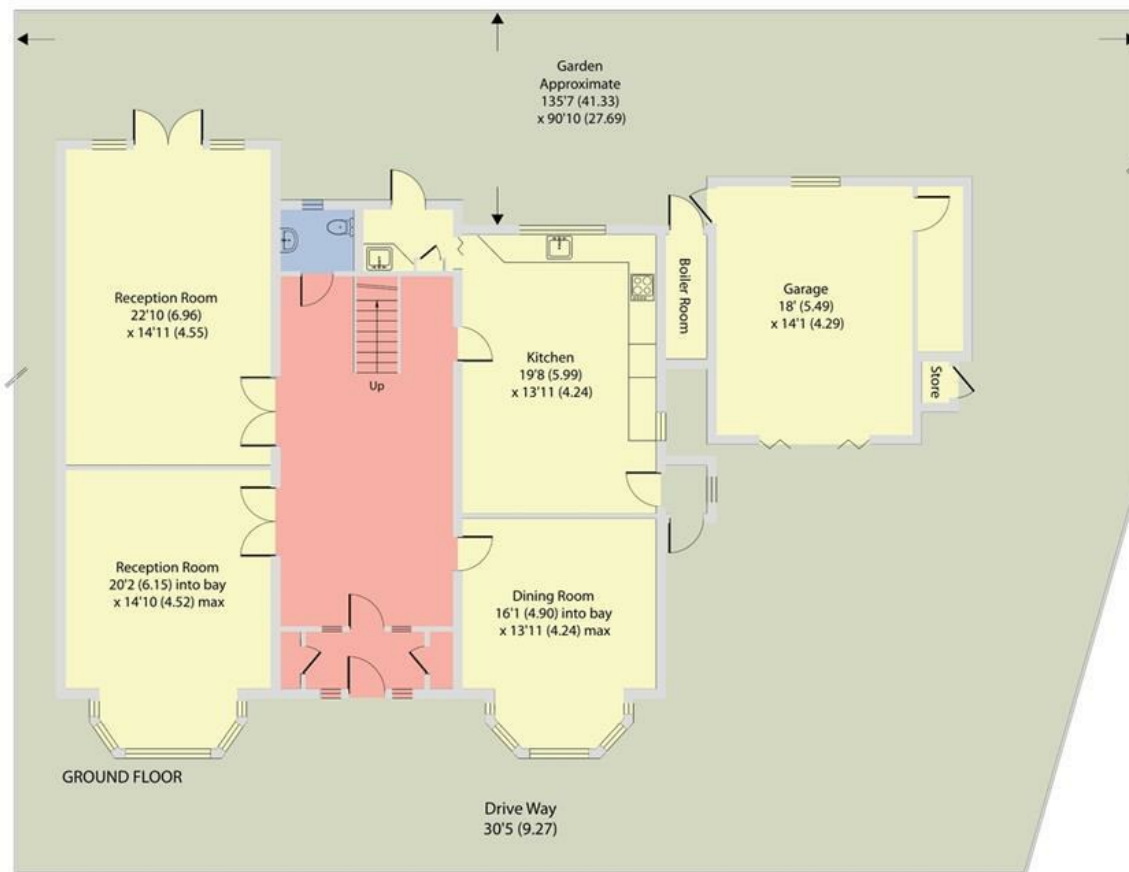 Garden
Approximate
135'7 (41.33)
x 90'10 (27.69)
Reception Room
22'10 (6.96)
x 14'11 (4.55)
Up
Kitchen
19'8 (5.99)
x 13'11 (4.24)
Boiler Room
Garage
18' (5.49)
x 14'1 (4.29)
Store
Reception Room
20'2 (6.15) into bay
x 14'10 (4.52) max
Dining Room
16'1 (4.90) into bay
x 13'11 (4.24) max
GROUND FLOOR
Drive Way
30'5 (9.27)